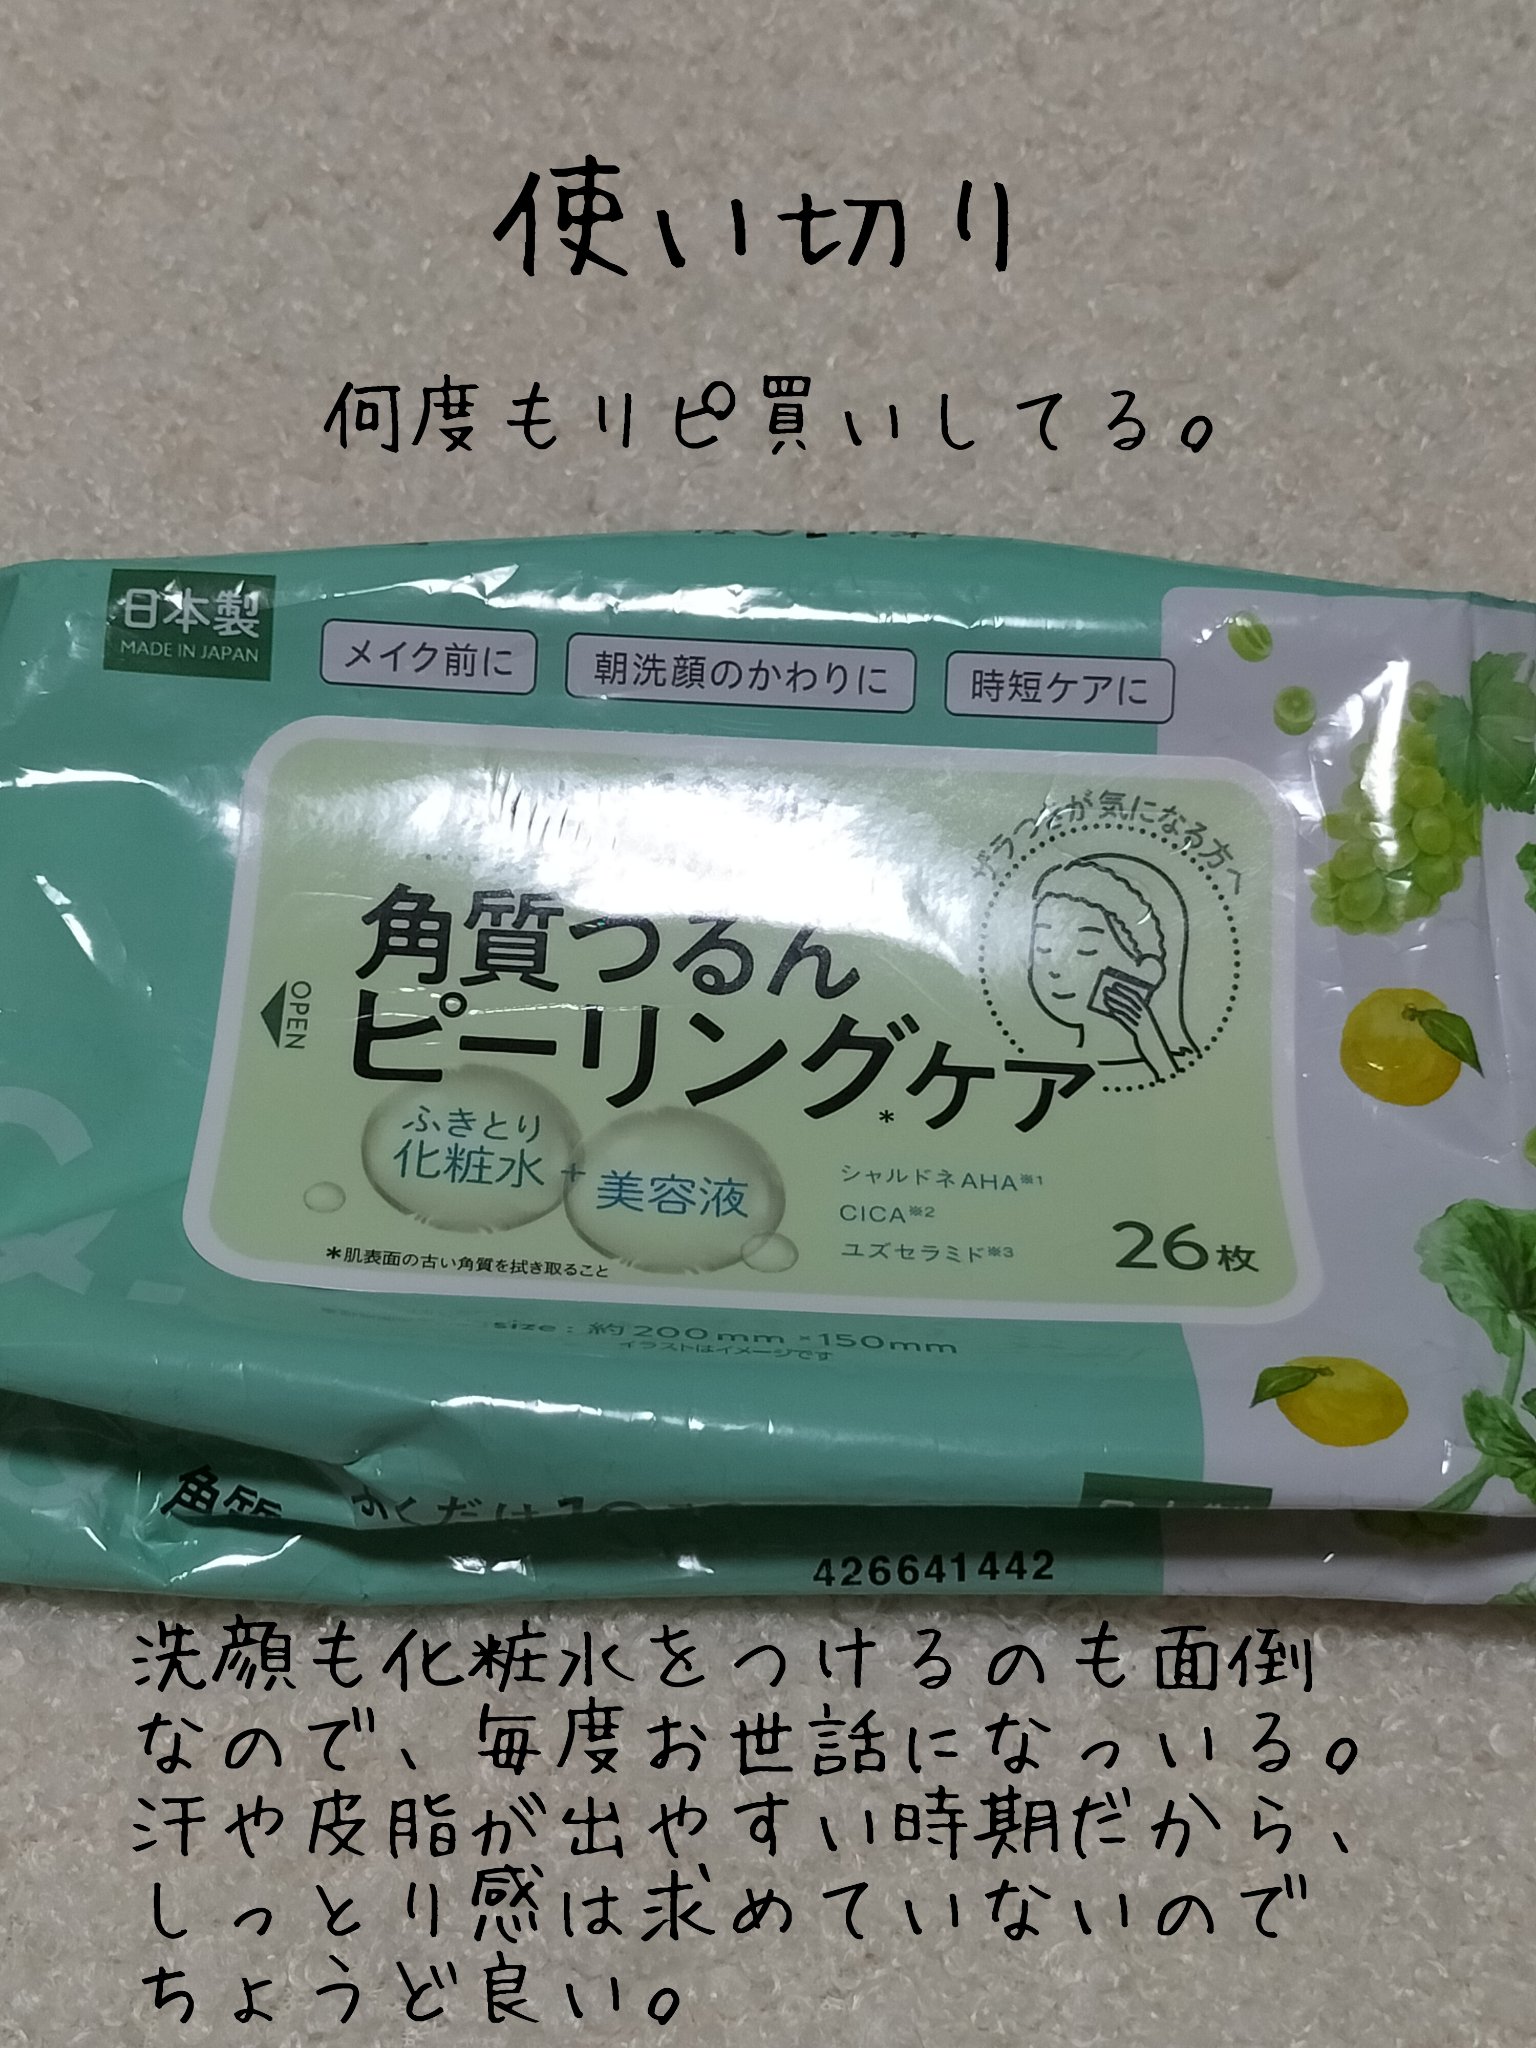 使い切り
何度もリピ買いしてる。
日本製
MADE IN JAPAN
メイク前に
朝洗顔のかわりに
時短ケアに
ザラつきが気になる方へ
OPEN
角質つるん
ピーリング*ケア
ふきとり
化粧水
+
美容液
シャルドネAHA※1
CICA※2
ユズセラミド※3
26枚
*肌表面の古い角質を拭き取ること
size：約200mm×150mm
イラストはイメージです
角質
426641442
洗顔も化粧水をつけるのも面倒
なので、毎度お世話になっいる。
汗や皮脂が出やすい時期だから、
しっとり感は求めていないので
ちょうど良い。